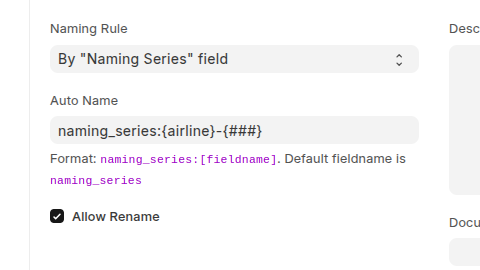 Naming Rule
By "Naming Series" field
Auto Name
naming_series:{airline}-{###}
Format: naming_series:[fieldname]. Default fieldname is
naming_series
Allow Rename
Desc
Docu